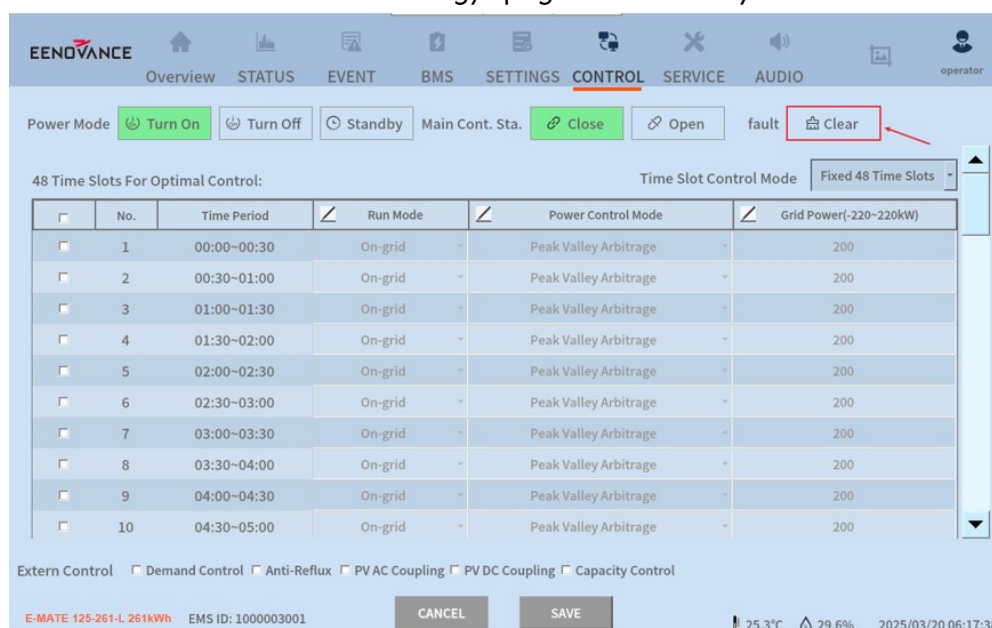 EENOVANCE
Overview STATUS EVENT BMS SETTINGS CONTROL SERVICE AUDIO operator
Power Mode Turn On Turn Off Standby Main Cont. Sta. Close Open fault Clear
48 Time Slots For Optimal Control: Time Slot Control Mode Fixed 48 Time Slots
No. Time Period Run Mode Power Control Mode Grid Power(-220~220kW)
1 00:00~00:30 On-grid Peak Valley Arbitrage 200
2 00:30~01:00 On-grid Peak Valley Arbitrage 200
3 01:00~01:30 On-grid Peak Valley Arbitrage 200
4 01:30~02:00 On-grid Peak Valley Arbitrage 200
5 02:00~02:30 On-grid Peak Valley Arbitrage 200
6 02:30~03:00 On-grid Peak Valley Arbitrage 200
7 03:00~03:30 On-grid Peak Valley Arbitrage 200
8 03:30~04:00 On-grid Peak Valley Arbitrage 200
9 04:00~04:30 On-grid Peak Valley Arbitrage 200
10 04:30~05:00 On-grid Peak Valley Arbitrage 200
Extern Control Demand Control Anti-Reflux PV AC Coupling PV DC Coupling Capacity Control
E-MATE 125-261-L 261kWh EMS ID: 1000003001 CANCEL SAVE 25.3°C 29.6% 2025/03/20